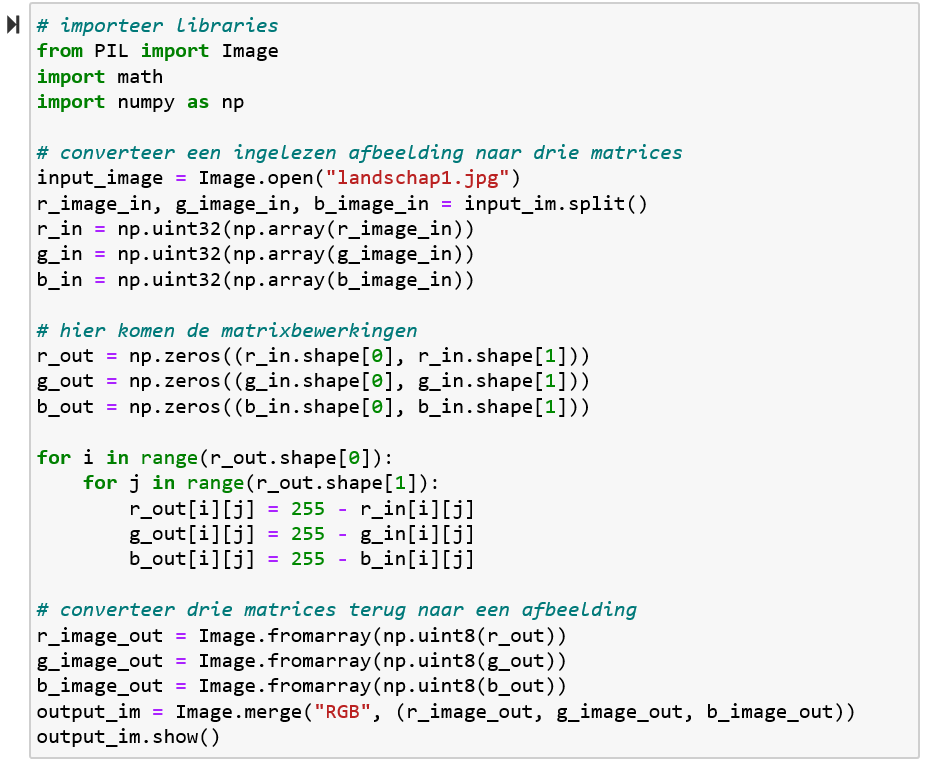 # importeer libraries
from PIL import Image
import math
import numpy as np

# converteer een ingelezen afbeelding naar drie matrices
input_image = Image.open("landschap1.jpg")
r_image_in, g_image_in, b_image_in = input_im.split()
r_in = np.uint32(np.array(r_image_in))
g_in = np.uint32(np.array(g_image_in))
b_in = np.uint32(np.array(b_image_in))

# hier komen de matrixbewerkingen
r_out = np.zeros((r_in.shape[0], r_in.shape[1]))
g_out = np.zeros((g_in.shape[0], g_in.shape[1]))
b_out = np.zeros((b_in.shape[0], b_in.shape[1]))

for i in range(r_out.shape[0]):
    for j in range(r_out.shape[1]):
        r_out[i][j] = 255 - r_in[i][j]
        g_out[i][j] = 255 - g_in[i][j]
        b_out[i][j] = 255 - b_in[i][j]

# converteer drie matrices terug naar een afbeelding
r_image_out = Image.fromarray(np.uint8(r_out))
g_image_out = Image.fromarray(np.uint8(g_out))
b_image_out = Image.fromarray(np.uint8(b_out))
output_im = Image.merge("RGB", (r_image_out, g_image_out, b_image_out))
output_im.show()